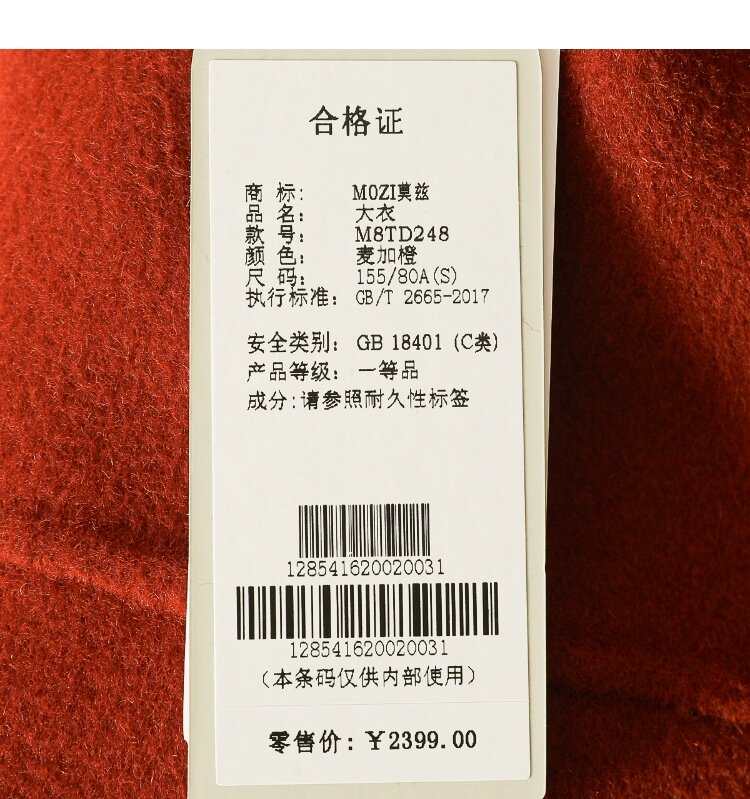 合格证
商 标: M0ZI莫兹
品 名: 大衣
款 号: M8TD248
颜 色: 麦加橙
尺 码: 155/80A(S)
执行标准: GB/T 2665-2017
安全类别: GB 18401 (C类)
产品等级: 一等品
成分:请参照耐久性标签
128541620020031
128541620020031
(本条码仅供内部使用)
零售价: ¥2399.00